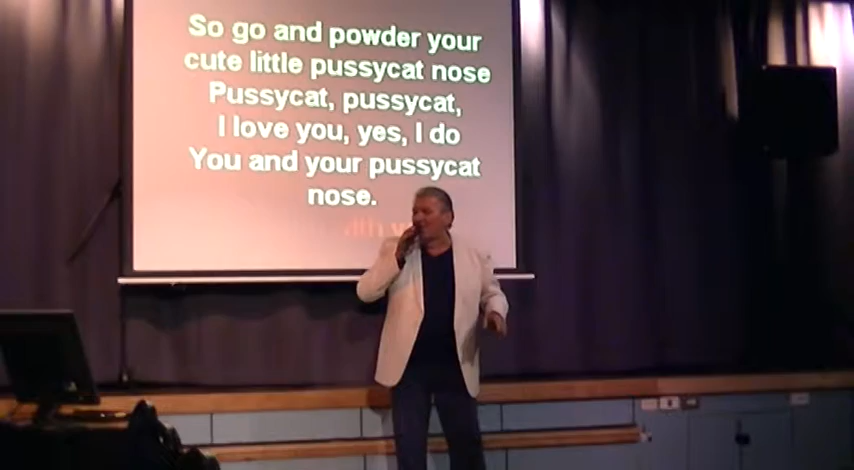 So go and powder your
cute little pussycat nose
Pussycat, pussycat,
I love you, yes, I do
You and your pussycat
nose.